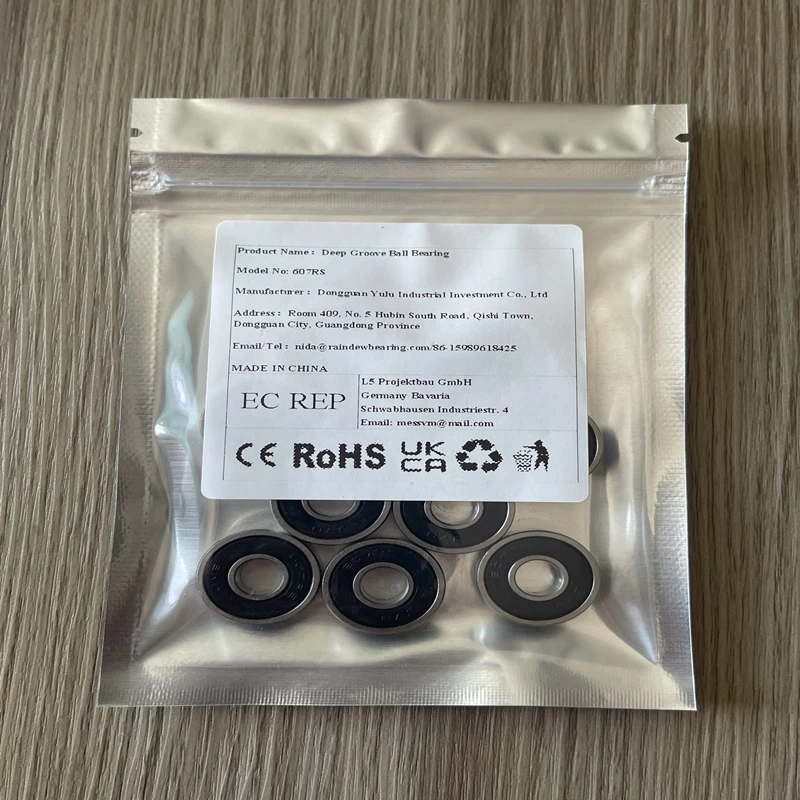 Product Name: Deep Groove Ball Bearing
Model No: 607RS
Manufacturer: Dongguan Yulu Industrial Investment Co., Ltd
Address: Room 409, No. 5 Hubin South Road, Qishi Town,
Dongguan City, Guangdong Province
Email/Tel: nida@raindewbearing.com/86-15989618425
MADE IN CHINA
EC REP
L5 Projektbau GmbH
Germany Bavaria
Schwabhausen Industriestr. 4
Email: messvm@mail.com
CE RoHS UK
CA